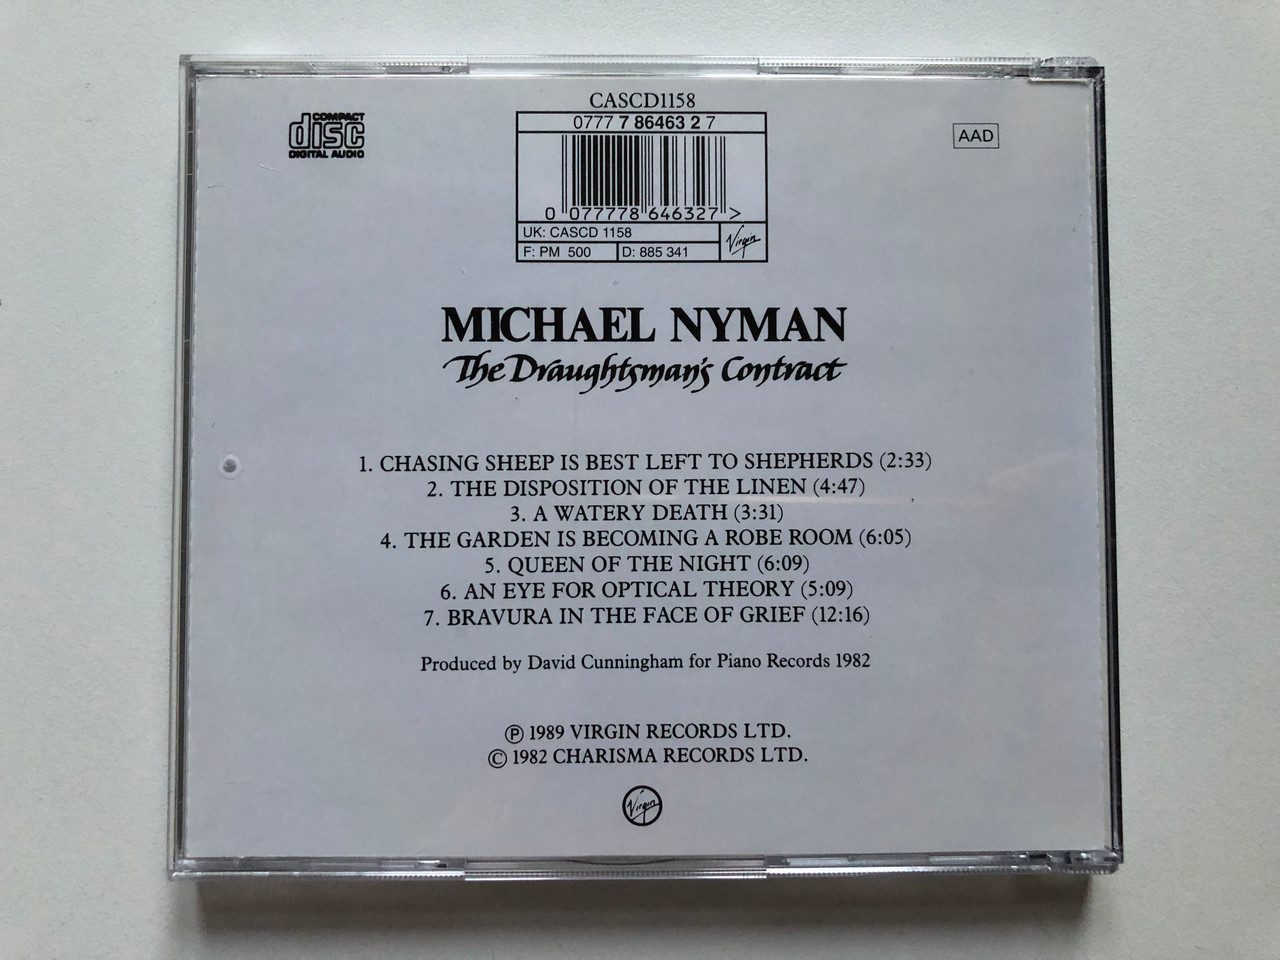 CASCD1158
COMPACT
disc
DIGITAL AUDIO
0777 7 86463 2 7
AAD
0 077778 646327 >
UK: CASCD 1158
F: PM 500 D: 885 341
Virgin
MICHAEL NYMAN
The Draughtsman's Contract
1. CHASING SHEEP IS BEST LEFT TO SHEPHERDS (2:33)
2. THE DISPOSITION OF THE LINEN (4:47)
3. A WATERY DEATH (3:31)
4. THE GARDEN IS BECOMING A ROBE ROOM (6:05)
5. QUEEN OF THE NIGHT (6:09)
6. AN EYE FOR OPTICAL THEORY (5:09)
7. BRAVURA IN THE FACE OF GRIEF (12:16)
Produced by David Cunningham for Piano Records 1982
℗ 1989 VIRGIN RECORDS LTD.
© 1982 CHARISMA RECORDS LTD.
Virgin